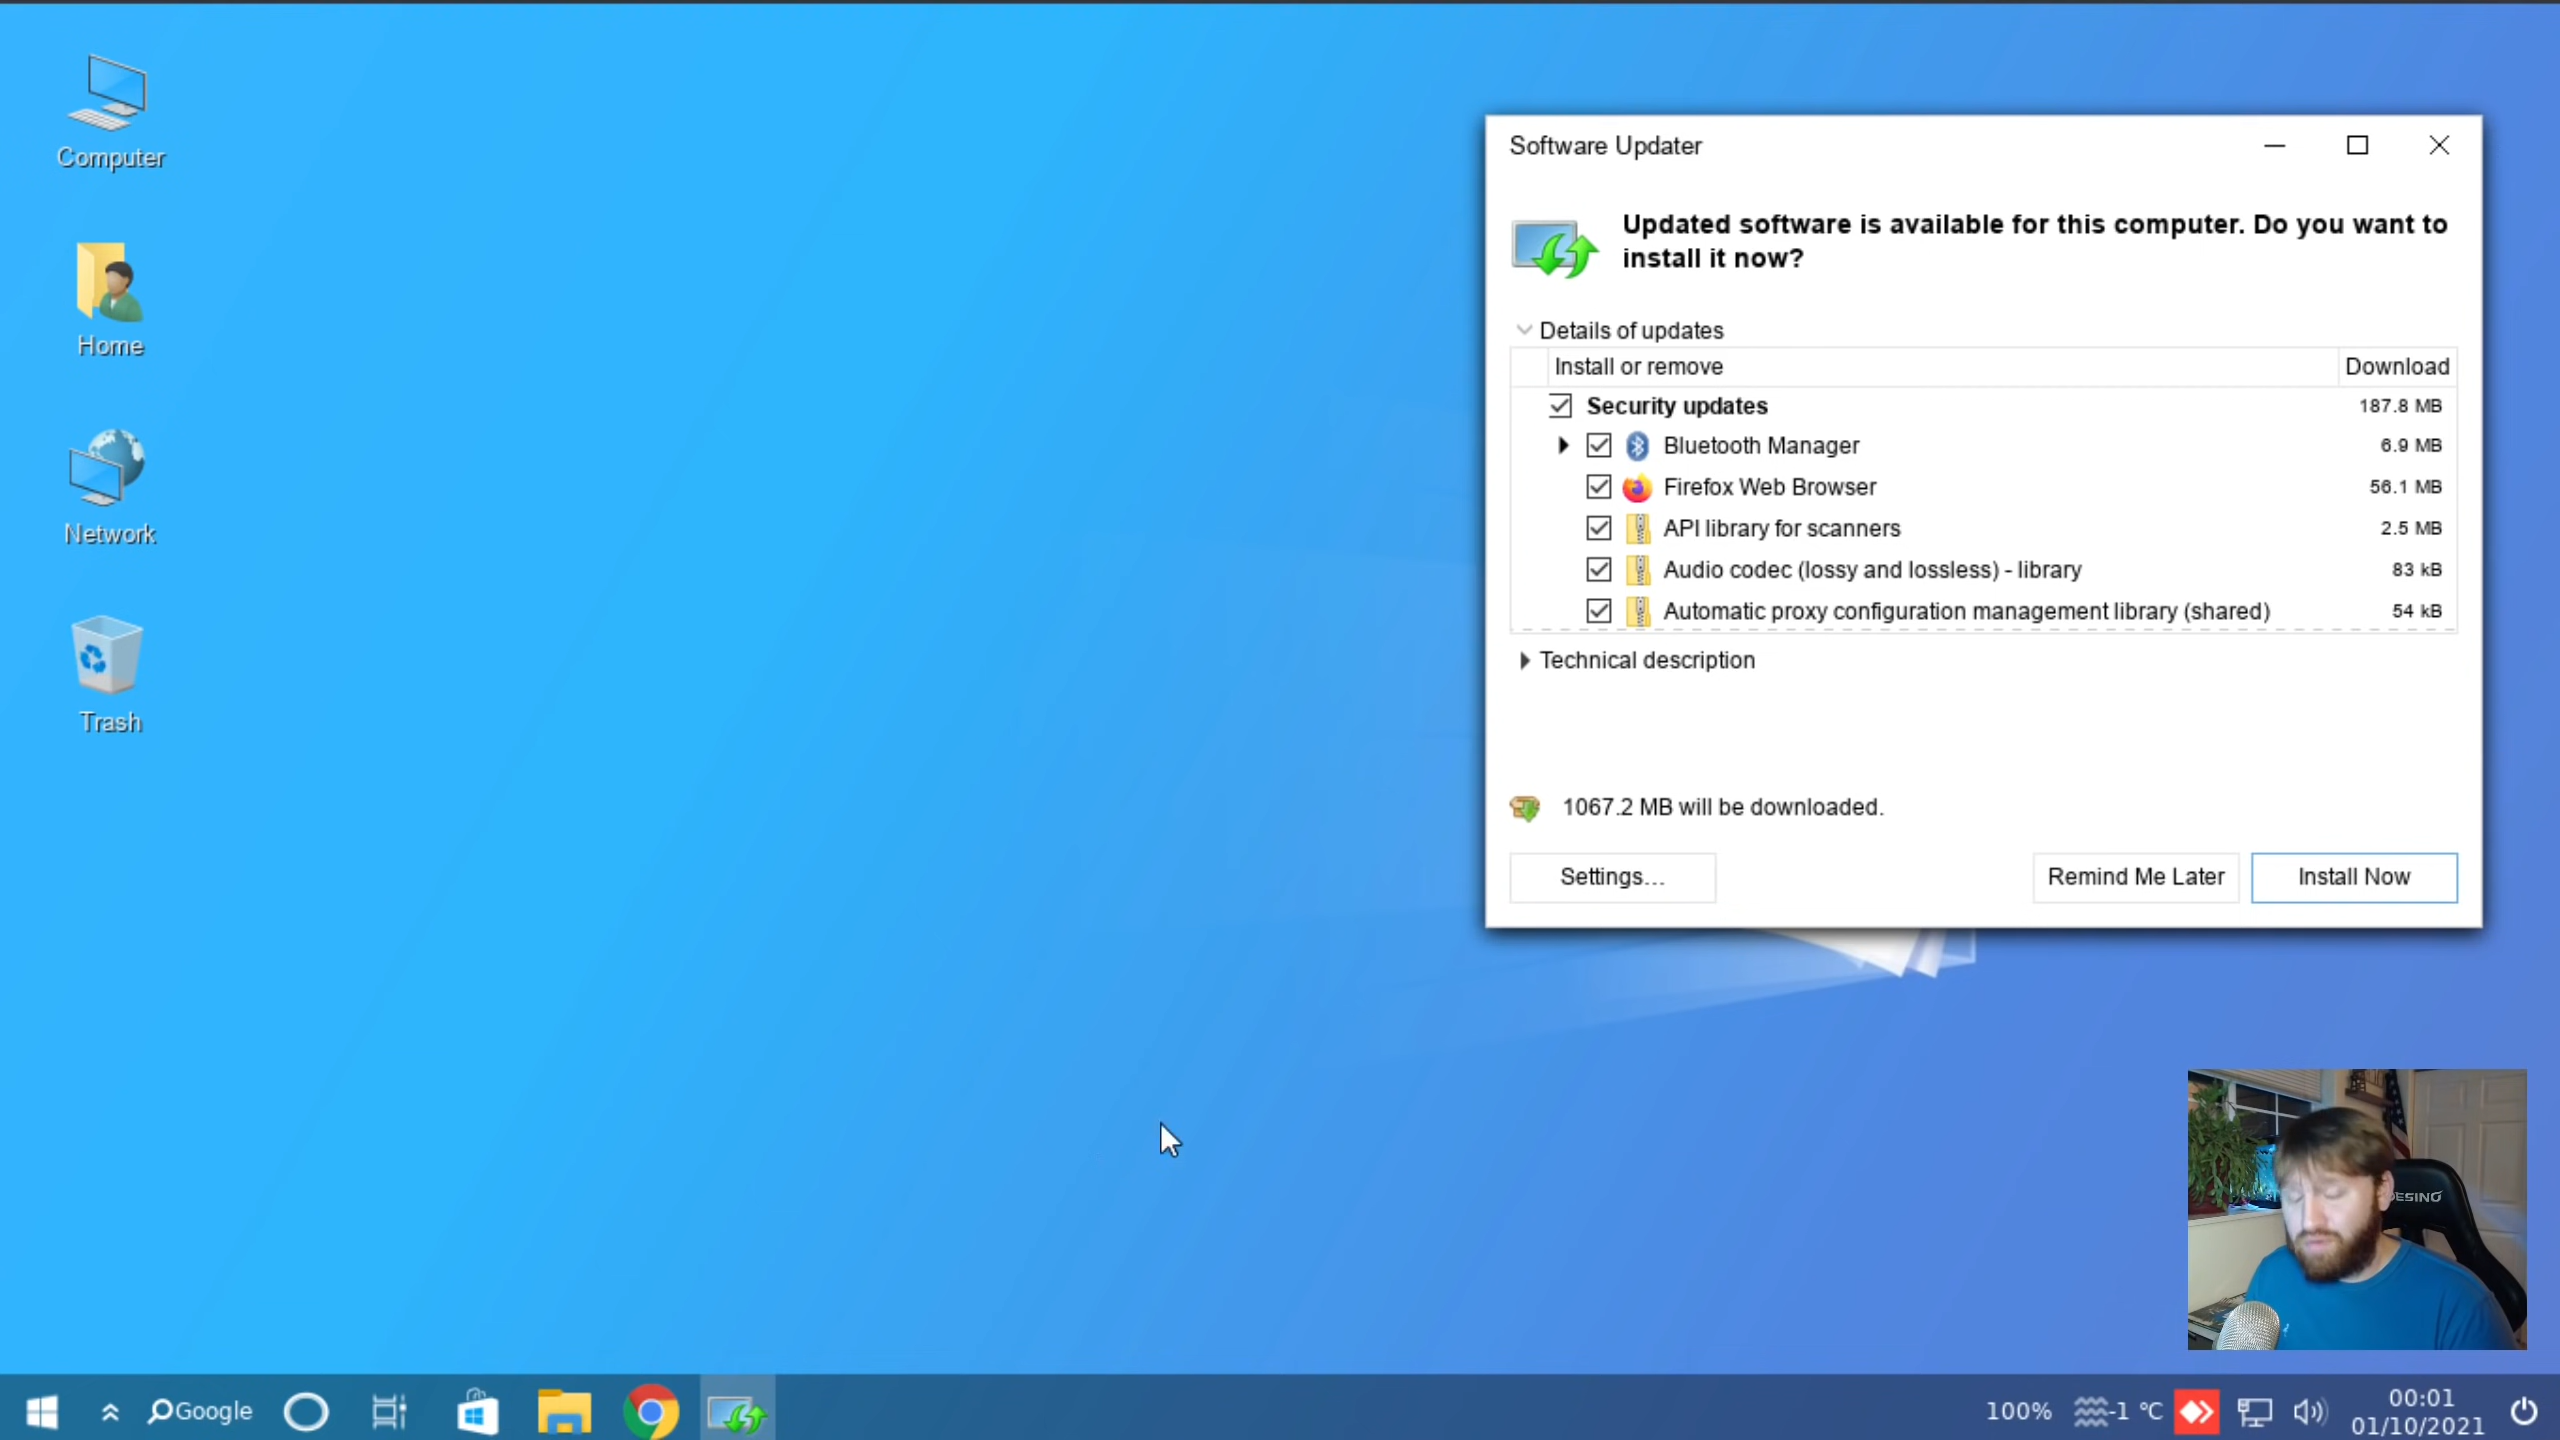 Computer
Home
Network
Trash
Software Updater
Updated software is available for this computer. Do you want to
install it now?
Details of updates
Install or remove Download
Security updates 187.8 MB
Bluetooth Manager 6.9 MB
Firefox Web Browser 56.1 MB
API library for scanners 2.5 MB
Audio codec (lossy and lossless) - library 83 kB
Automatic proxy configuration management library (shared) 54 kB
Technical description
1067.2 MB will be downloaded.
Settings... Remind Me Later Install Now
ESINO
Google 100% -1 °C 00:01
01/10/2021